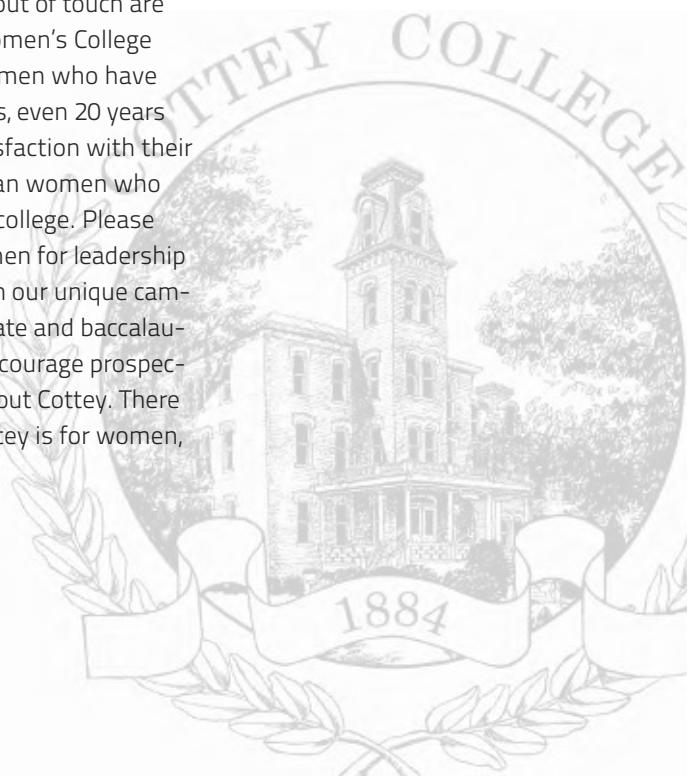 out of touch are
omen’s College
men who have
s, even 20 years
sfaction with their
an women who
college. Please
nen for leadership
n our unique cam-
ate and baccalau-
courage prospec-
out Cottey. There
tey is for women,
COTTEY COLLEGE
1884